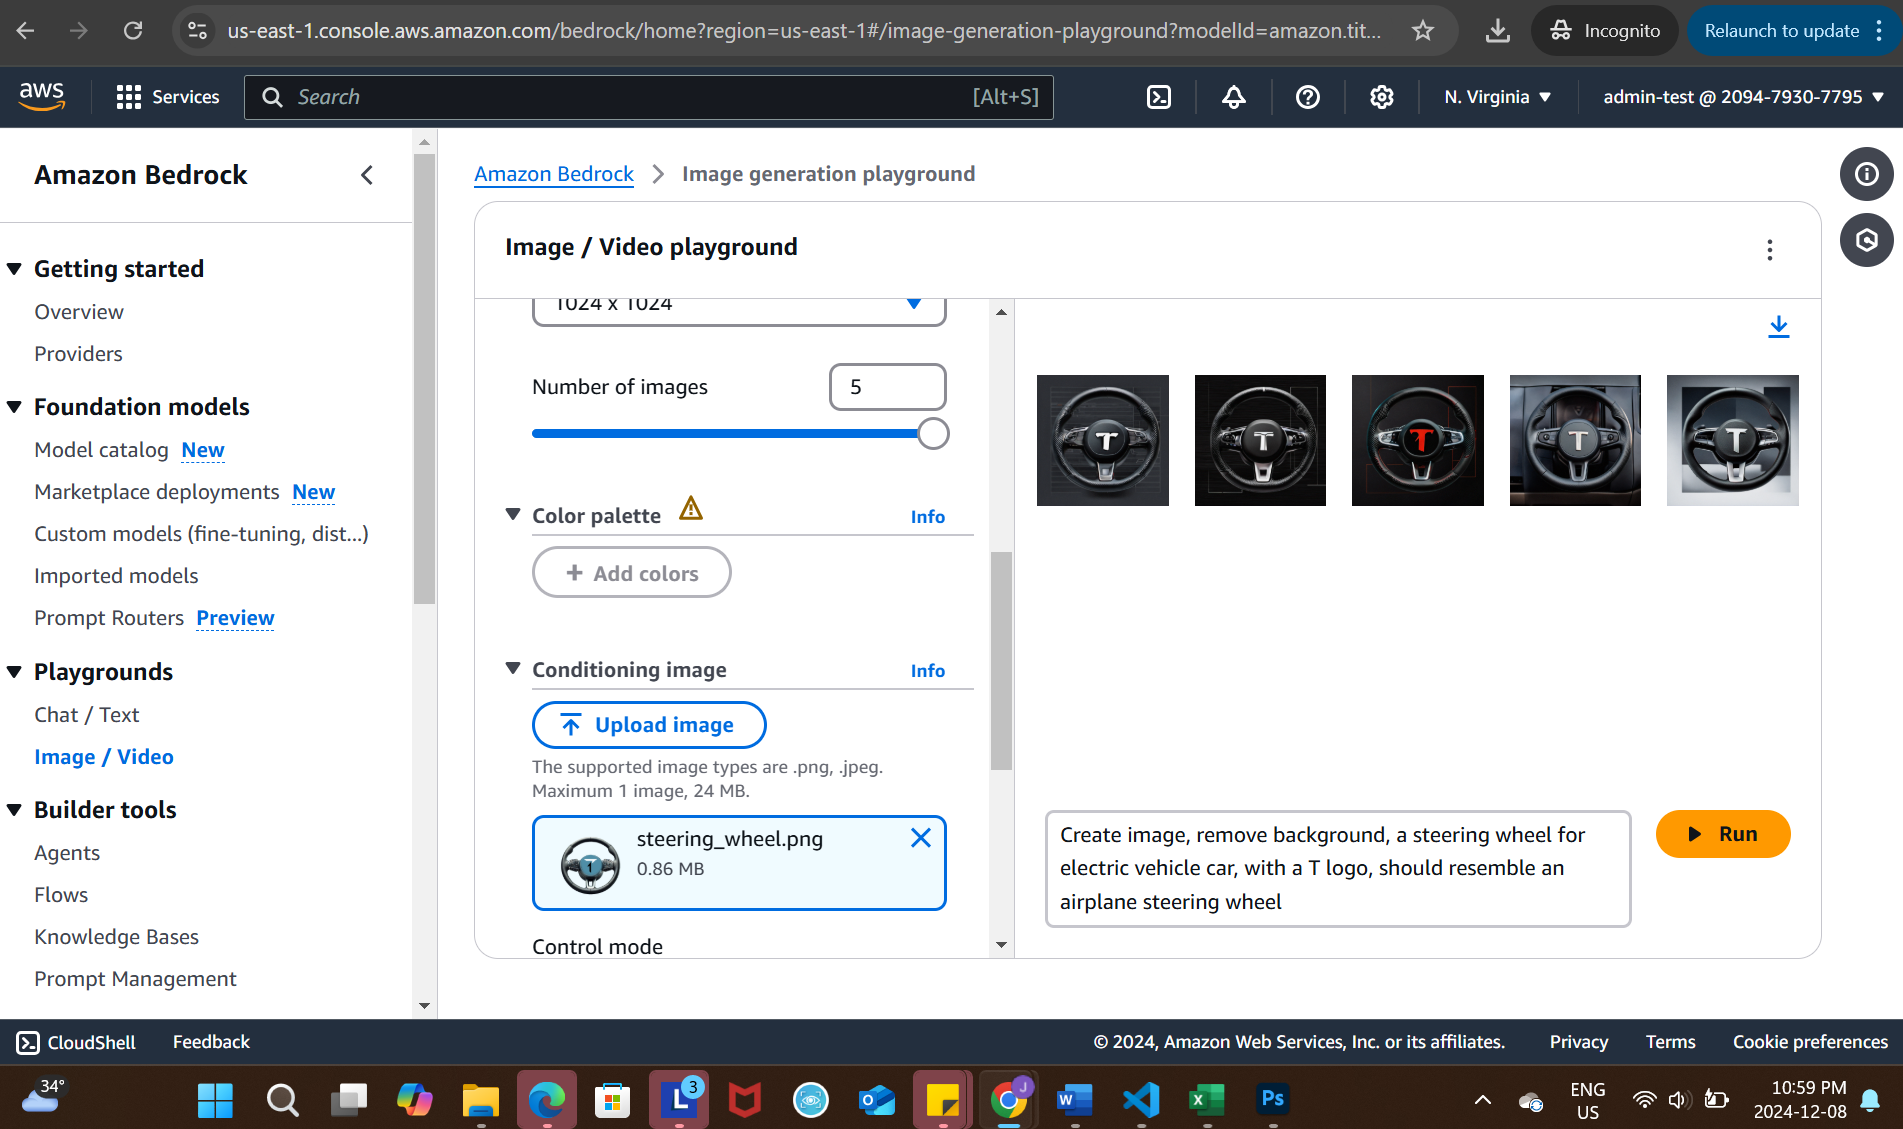 us-east-1.console.aws.amazon.com/bedrock/home?region=us-east-1#/image-generation-playground?modelId=amazon.tit...
Incognito
Relaunch to update
aws
Services
Search
[Alt+S]
N. Virginia
admin-test @ 2094-7930-7795
Amazon Bedrock
Getting started
Overview
Providers
Foundation models
Model catalog New
Marketplace deployments New
Custom models (fine-tuning, dist...)
Imported models
Prompt Routers Preview
Playgrounds
Chat / Text
Image / Video
Builder tools
Agents
Flows
Knowledge Bases
Prompt Management
Amazon Bedrock
Image generation playground
Image / Video playground
1024 x 1024
Number of images
5
Color palette
Info
+ Add colors
Conditioning image
Info
Upload image
The supported image types are .png, .jpeg.
Maximum 1 image, 24 MB.
steering_wheel.png
0.86 MB
Control mode
T
T
T
T
T
Create image, remove background, a steering wheel for
electric vehicle car, with a T logo, should resemble an
airplane steering wheel
Run
CloudShell
Feedback
© 2024, Amazon Web Services, Inc. or its affiliates.
Privacy
Terms
Cookie preferences
34°
L
3
J
W
X
Ps
ENG
US
10:59 PM
2024-12-08